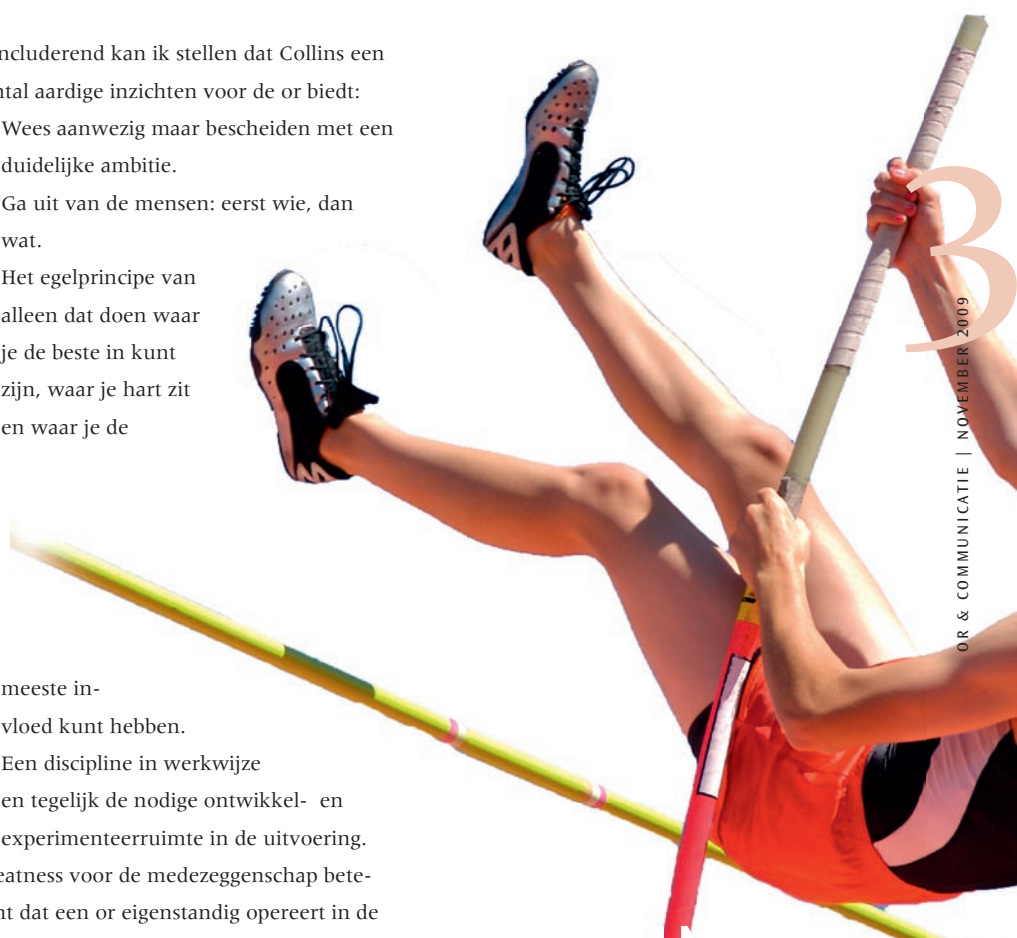 ncluderend kan ik stellen dat Collins een
ntal aardige inzichten voor de or biedt:
Wees aanwezig maar bescheiden met een
duidelijke ambitie.
Ga uit van de mensen: eerst wie, dan
wat.
Het egelprincipe van
alleen dat doen waar
je de beste in kunt
zijn, waar je hart zit
en waar je de
meeste in-
vloed kunt hebben.
Een discipline in werkwijze
en tegelijk de nodige ontwikkel- en
experimenteerruimte in de uitvoering.
eatness voor de medezeggenschap bete-
nt dat een or eigenstandig opereert in de
3
OR & COMMUNICATIE | NOVEMBER 2009